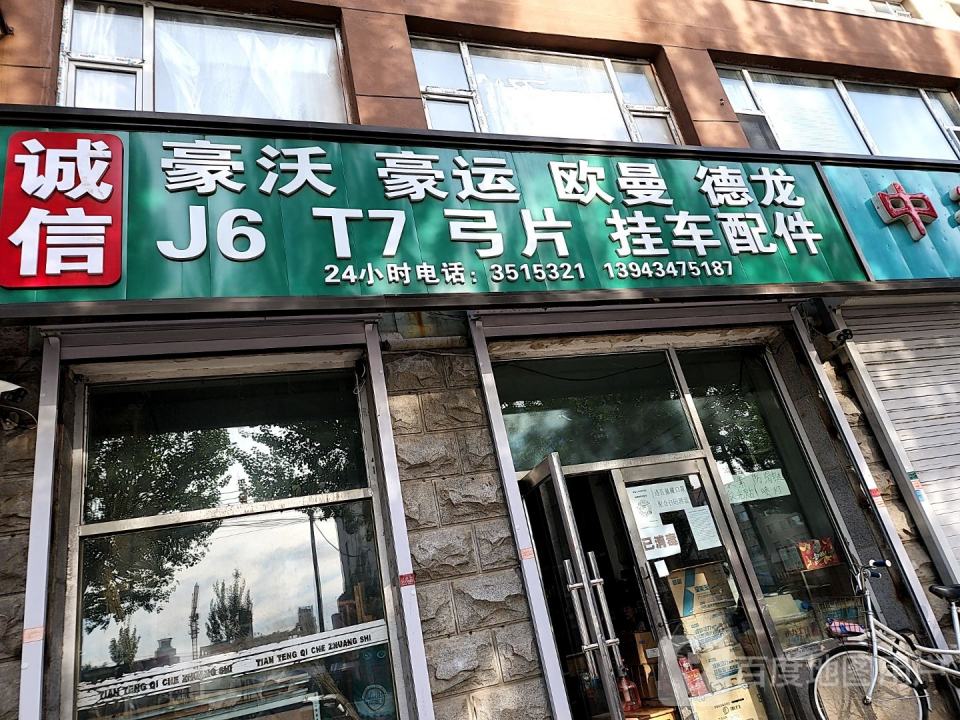 诚信
豪沃 豪运 欧曼 德龙
J6 T7 弓片 挂车配件
24小时电话：3515321 13943475187
中
已消毒
TIAN TENG QI CHE ZHUANG SHI
TIAN TENG QI CHE ZHUANG SHI
百度地图